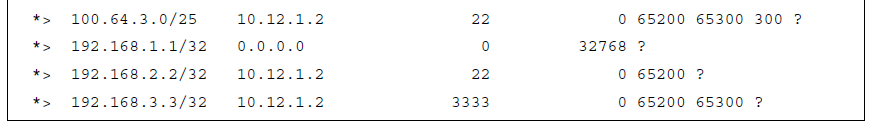 *> 100.64.3.0/25 10.12.1.2 22 0 65200 65300 300 ?
*> 192.168.1.1/32 0.0.0.0 0 32768 ?
*> 192.168.2.2/32 10.12.1.2 22 0 65200 ?
*> 192.168.3.3/32 10.12.1.2 3333 0 65200 65300 ?